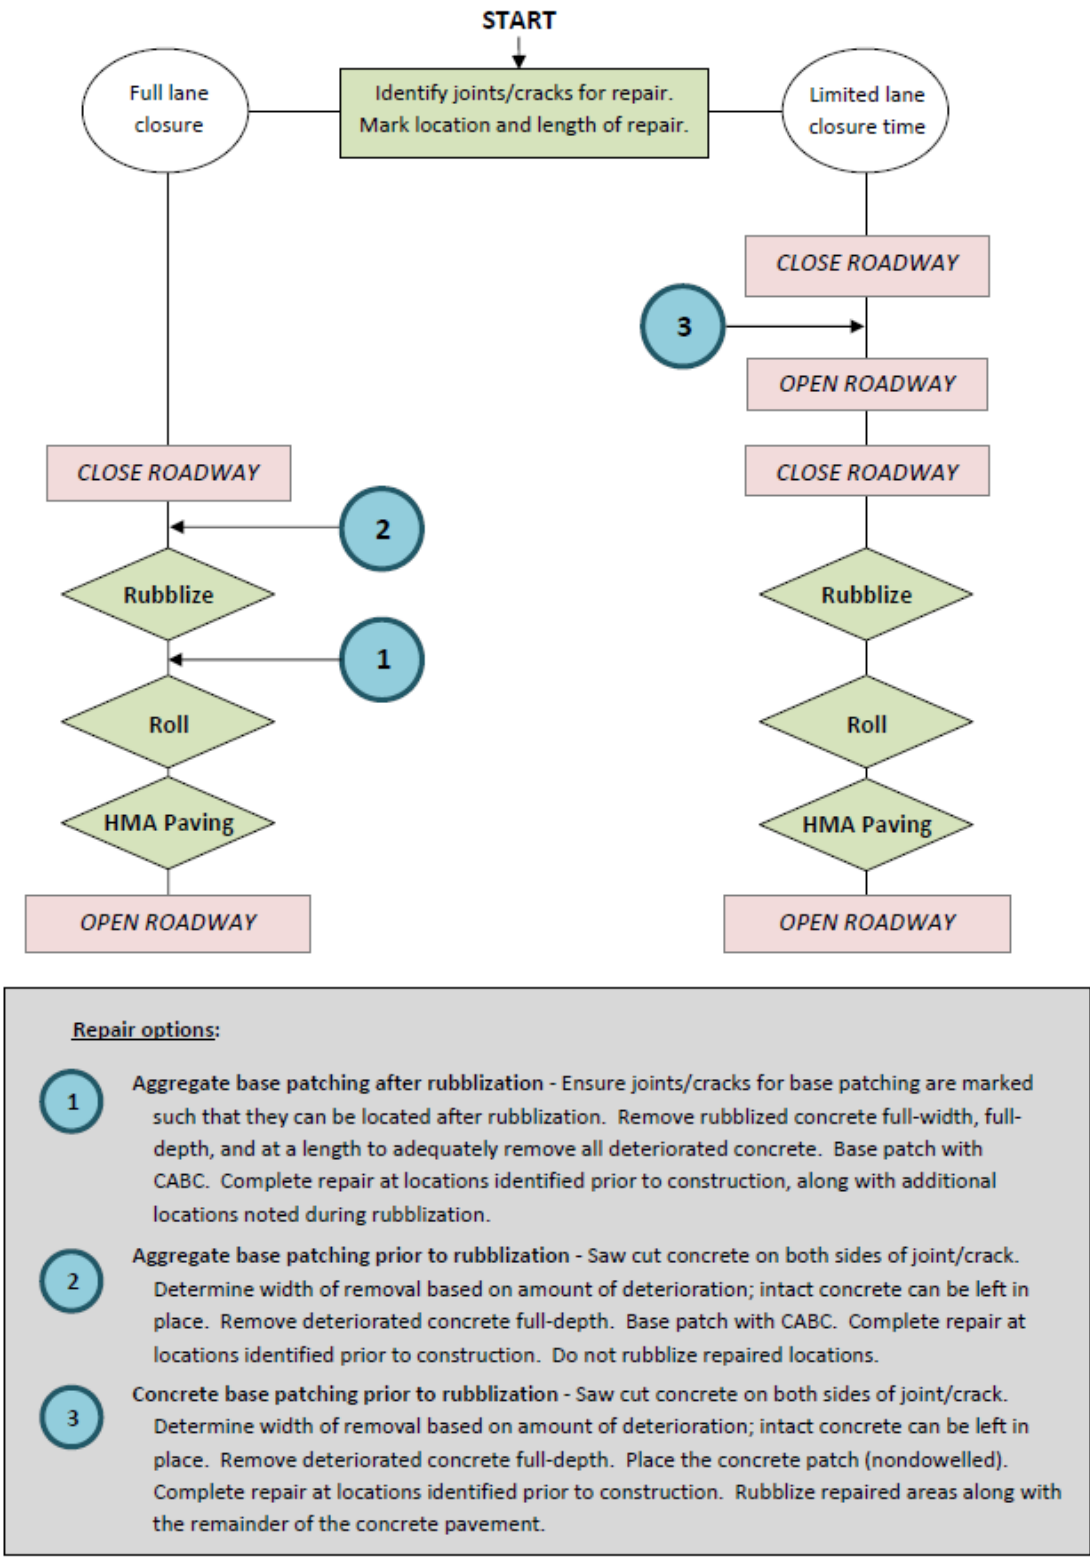 START
Full lane
closure
Identify joints/cracks for repair.
Mark location and length of repair.
Limited lane
closure time
CLOSE ROADWAY
3
OPEN ROADWAY
CLOSE ROADWAY
CLOSE ROADWAY
2
Rubblize
Rubblize
1
Roll
Roll
HMA Paving
HMA Paving
OPEN ROADWAY
OPEN ROADWAY
Repair options:
1
Aggregate base patching after rubblization - Ensure joints/cracks for base patching are marked
such that they can be located after rubblization. Remove rubblized concrete full-width, full-
depth, and at a length to adequately remove all deteriorated concrete. Base patch with
CABC. Complete repair at locations identified prior to construction, along with additional
locations noted during rubblization.
2
Aggregate base patching prior to rubblization - Saw cut concrete on both sides of joint/crack.
Determine width of removal based on amount of deterioration; intact concrete can be left in
place. Remove deteriorated concrete full-depth. Base patch with CABC. Complete repair at
locations identified prior to construction. Do not rubblize repaired locations.
3
Concrete base patching prior to rubblization - Saw cut concrete on both sides of joint/crack.
Determine width of removal based on amount of deterioration; intact concrete can be left in
place. Remove deteriorated concrete full-depth. Place the concrete patch (nondowelled).
Complete repair at locations identified prior to construction. Rubblize repaired areas along with
the remainder of the concrete pavement.